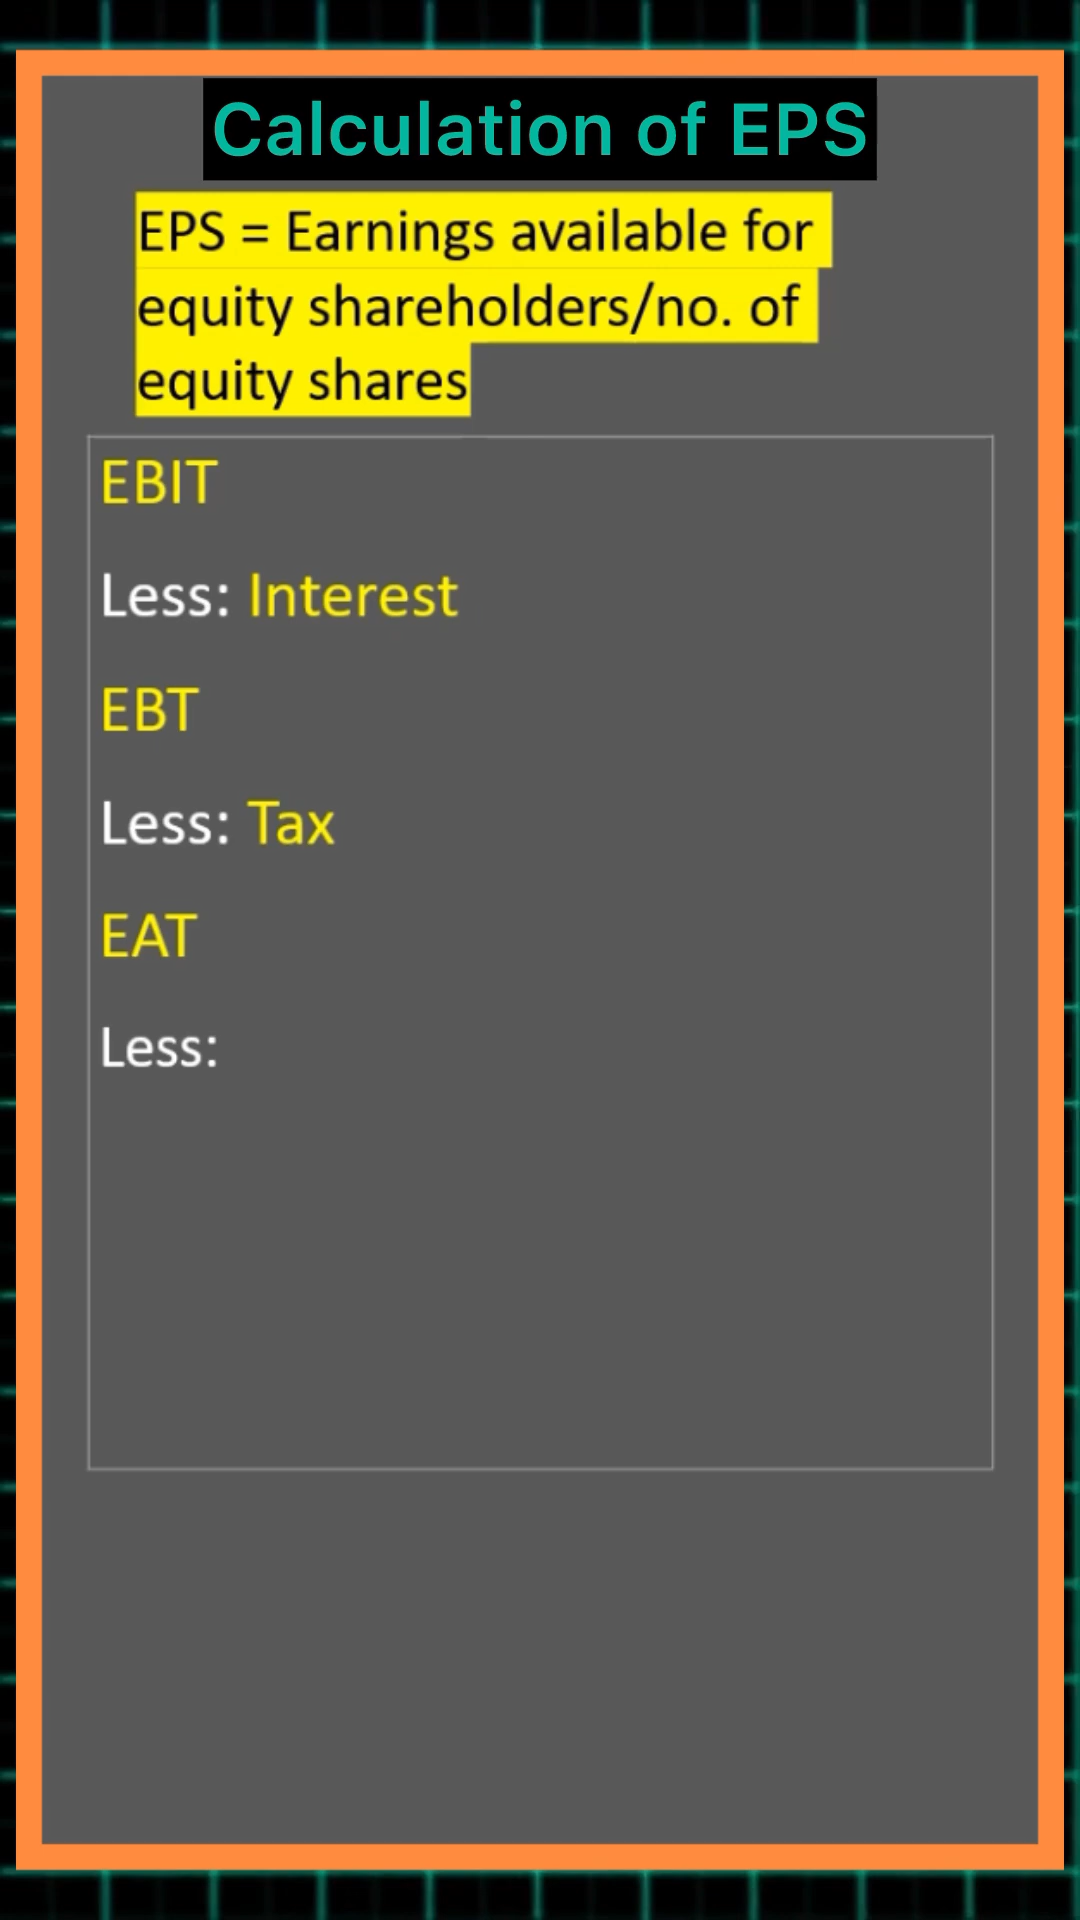 Calculation of EPS
EPS = Earnings available for
equity shareholders/no. of
equity shares
EBIT
Less: Interest
EBT
Less: Tax
EAT
Less: